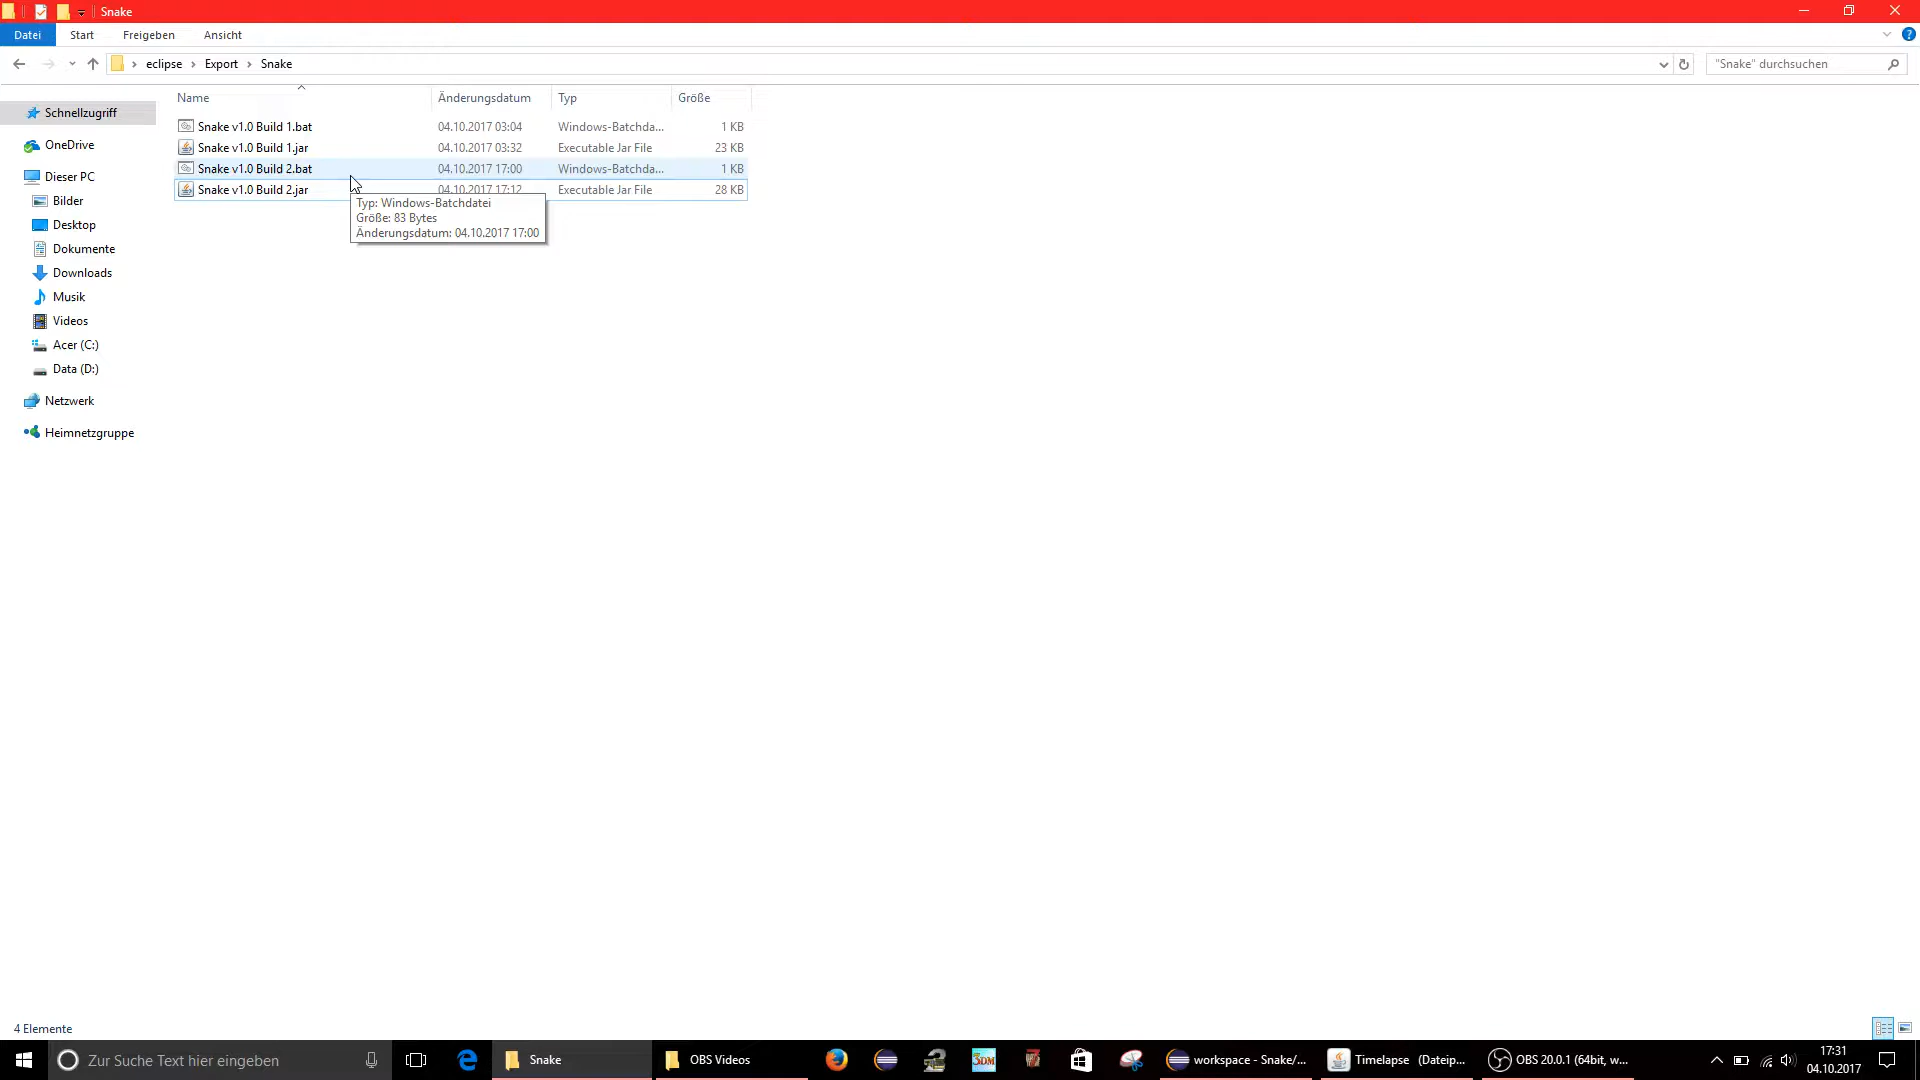 Snake
Datei Start Freigeben Ansicht
eclipse Export Snake "Snake" durchsuchen
Name Änderungsdatum Typ Größe
Schnellzugriff
OneDrive
Dieser PC
Bilder
Desktop
Dokumente
Downloads
Musik
Videos
Acer (C:)
Data (D:)
Netzwerk
Heimnetzgruppe
Snake v1.0 Build 1.bat 04.10.2017 03:04 Windows-Batchda... 1 KB
Snake v1.0 Build 1.jar 04.10.2017 03:32 Executable Jar File 23 KB
Snake v1.0 Build 2.bat 04.10.2017 17:00 Windows-Batchda... 1 KB
Snake v1.0 Build 2.jar 04.10.2017 17:12 Executable Jar File 28 KB
Typ: Windows-Batchdatei
Größe: 83 Bytes
Änderungsdatum: 04.10.2017 17:00
4 Elemente
Zur Suche Text hier eingeben Snake OBS Videos 3DM workspace - Snake/... Timelapse (Dateip... OBS 20.0.1 (64bit, w... 17:31
04.10.2017